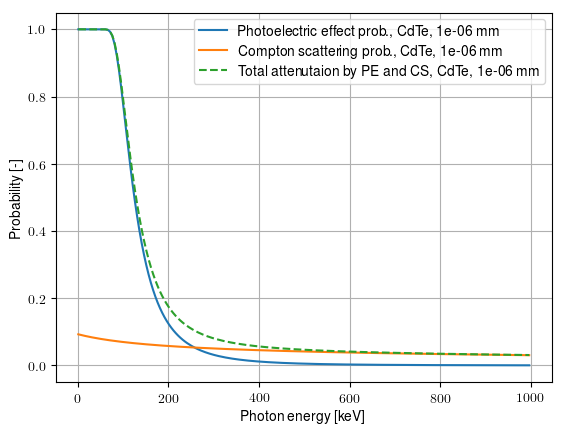 Photoelectric effect prob., CdTe, 1e-06 mm
Compton scattering prob., CdTe, 1e-06 mm
Total attenutaion by PE and CS, CdTe, 1e-06 mm
1.0
0.8
0.6
0.4
0.2
0.0
Probability [-]
0 200 400 600 800 1000
Photon energy [keV]